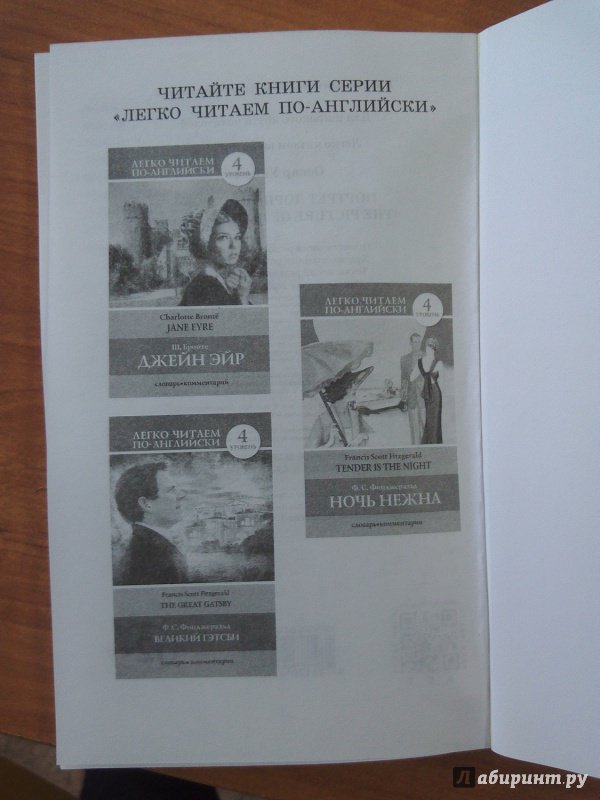 ЧИТАЙТЕ КНИГИ СЕРИИ
«ЛЕГКО ЧИТАЕМ ПО-АНГЛИЙСКИ»
ЛЕГКО ЧИТАЕМ
ПО-АНГЛИЙСКИ
4
УРОВЕНЬ
Charlotte Brontë
JANE EYRE
Ш. Бронте
ДЖЕЙН ЭЙР
словарь•комментарий
ЛЕГКО ЧИТАЕМ
ПО-АНГЛИЙСКИ
4
УРОВЕНЬ
Francis Scott Fitzgerald
TENDER IS THE NIGHT
Ф. С. Фицджеральд
НОЧЬ НЕЖНА
словарь•комментарии
ЛЕГКО ЧИТАЕМ
ПО-АНГЛИЙСКИ
4
УРОВЕНЬ
Francis Scott Fitzgerald
THE GREAT GATSBY
Ф. С. Фицджеральд
ВЕЛИКИЙ ГЭТСБИ
словарь•комментарии
абиринт.ру